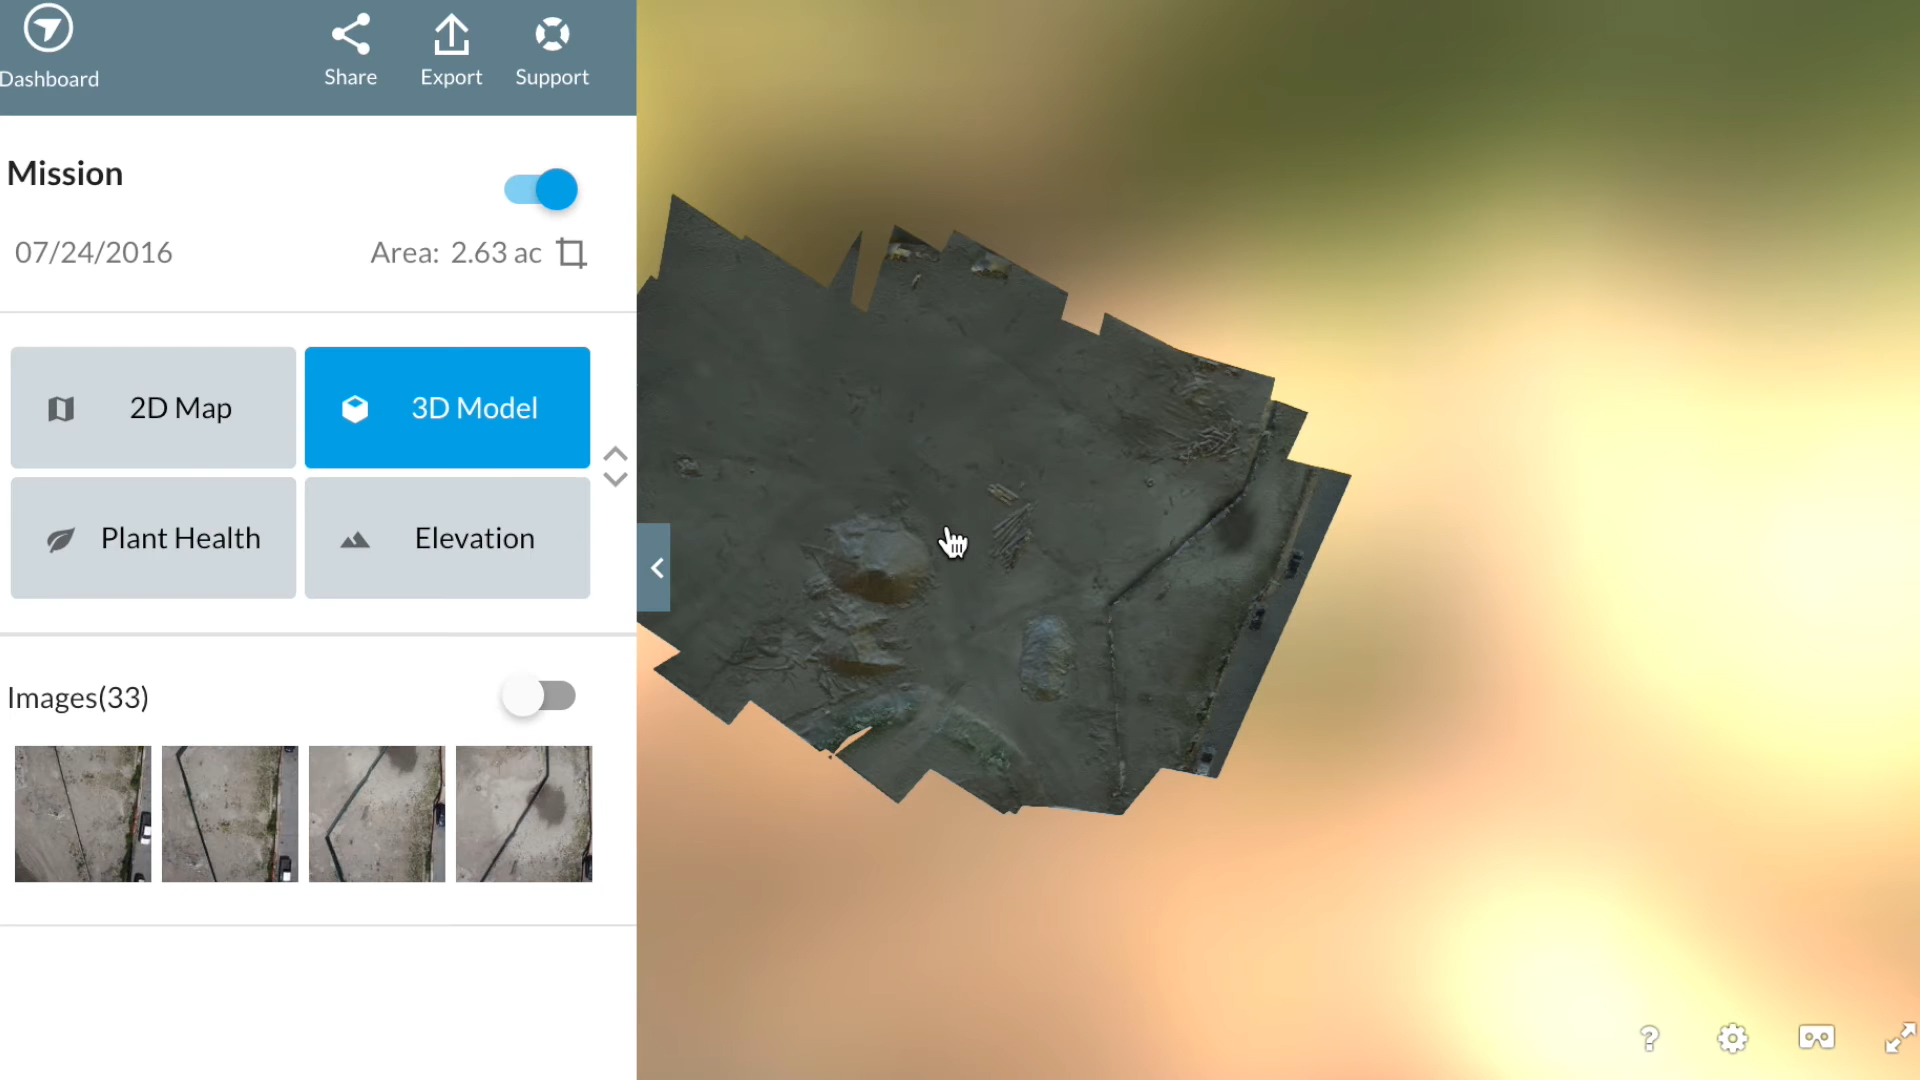 Dashboard
Share
Export
Support
Mission
07/24/2016
Area: 2.63 ac
2D Map
3D Model
Plant Health
Elevation
Images(33)
?